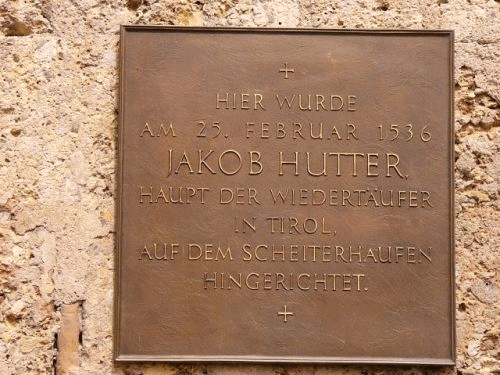 HIER WURDE
AM 25. FEBRUAR 1536
JAKOB HUTTER,
HAUPT DER WIEDERTÄUFER
IN TIROL,
AUF DEM SCHEITERHAUFEN
HINGERICHTET.